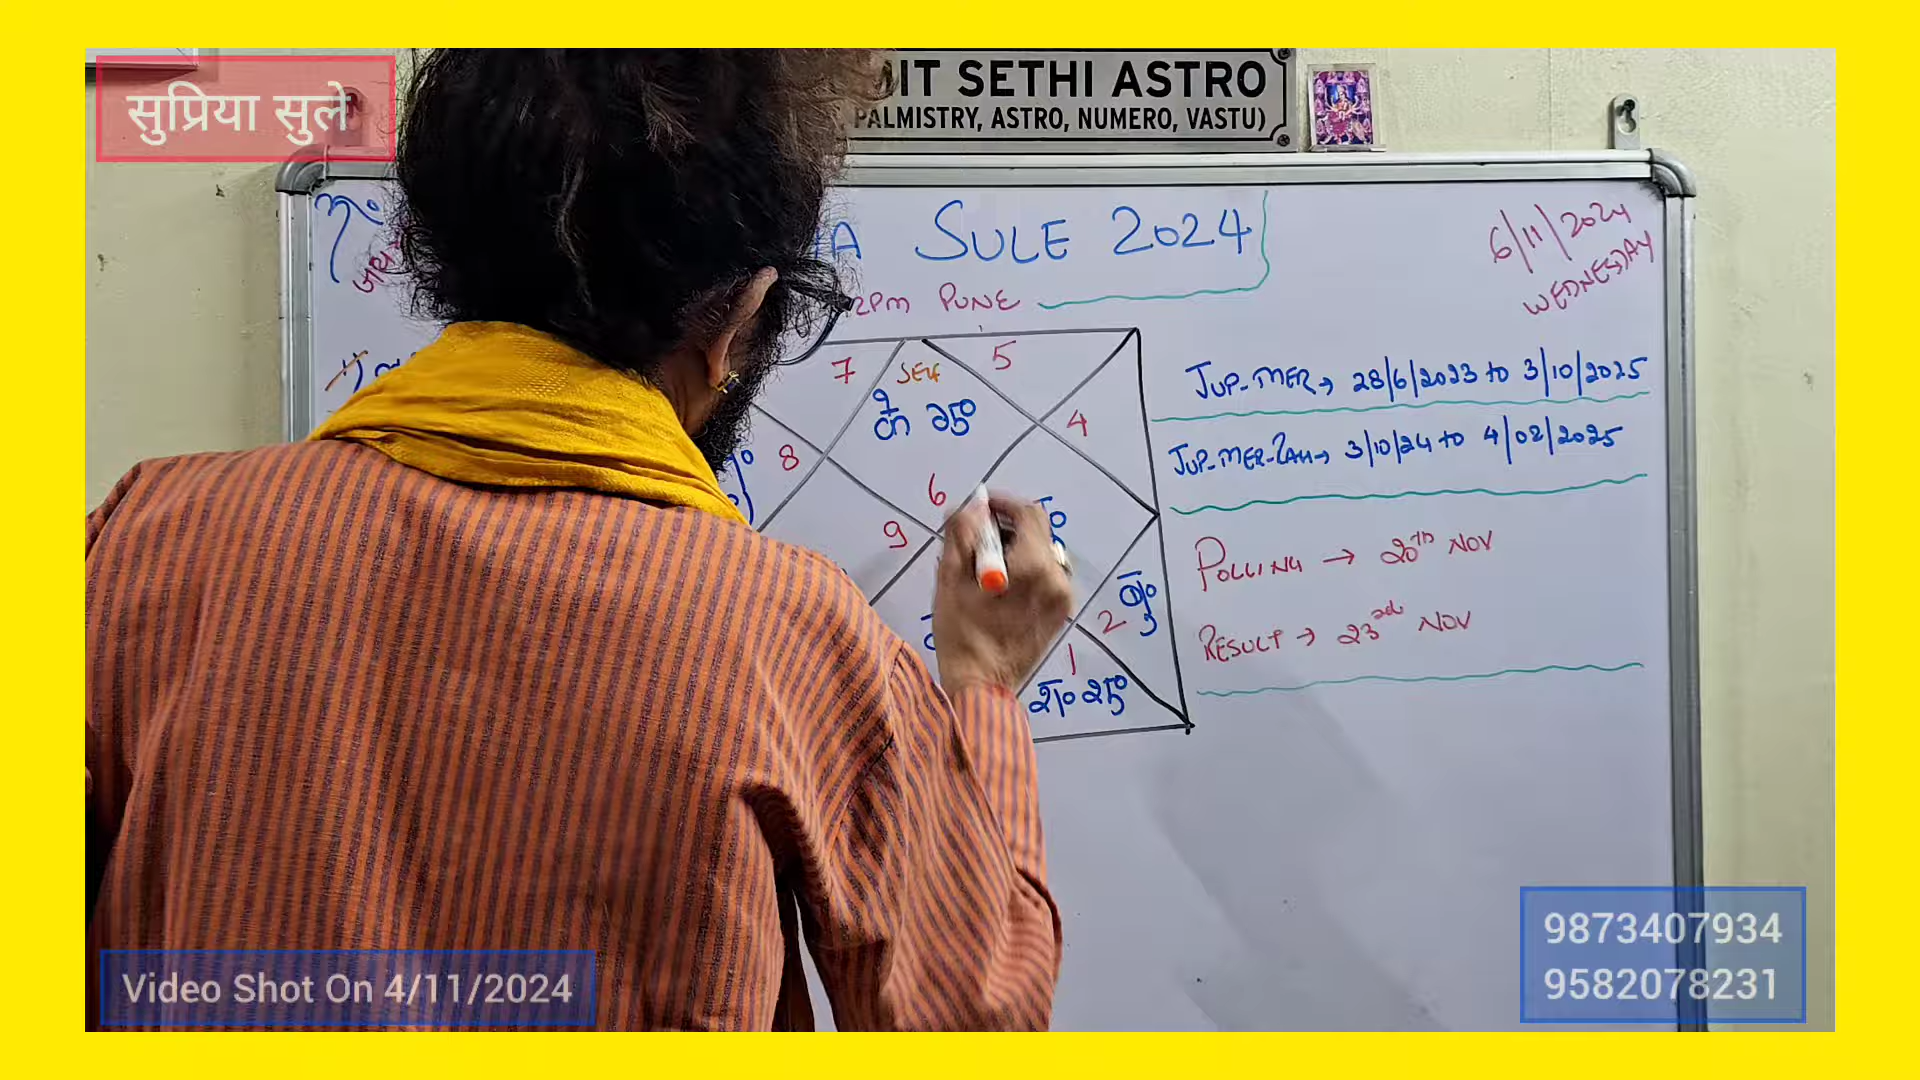 सुप्रिया सुले
MIT SETHI ASTRO
PALMISTRY, ASTRO, NUMERO, VASTU)
SULE 2024
6/11/2024
WEDNESDAY
2PM PUNE
7
SELF
5
के
4
8
6
9
2
1
JUP-MER→ 28/6/2023 to 3/10/2025
JUP-MER-RAH→ 3/10/24 to 4/02/2025
POLLING → 20th NOV
RESULT → 23rd NOV
Video Shot On 4/11/2024
9873407934
9582078231